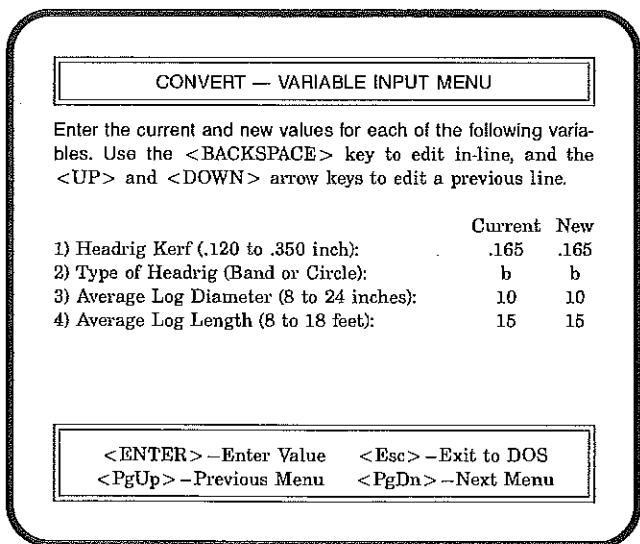 CONVERT — VARIABLE INPUT MENU
Enter the current and new values for each of the following varia-
bles. Use the <BACKSPACE> key to edit in-line, and the
<UP> and <DOWN> arrow keys to edit a previous line.
Current New
1) Headrig Kerf (.120 to .350 inch): .165 .165
2) Type of Headrig (Band or Circle): b b
3) Average Log Diameter (8 to 24 inches): 10 10
4) Average Log Length (8 to 18 feet): 15 15
<ENTER> –Enter Value <Esc> –Exit to DOS
<PgUp> –Previous Menu <PgDn> –Next Menu